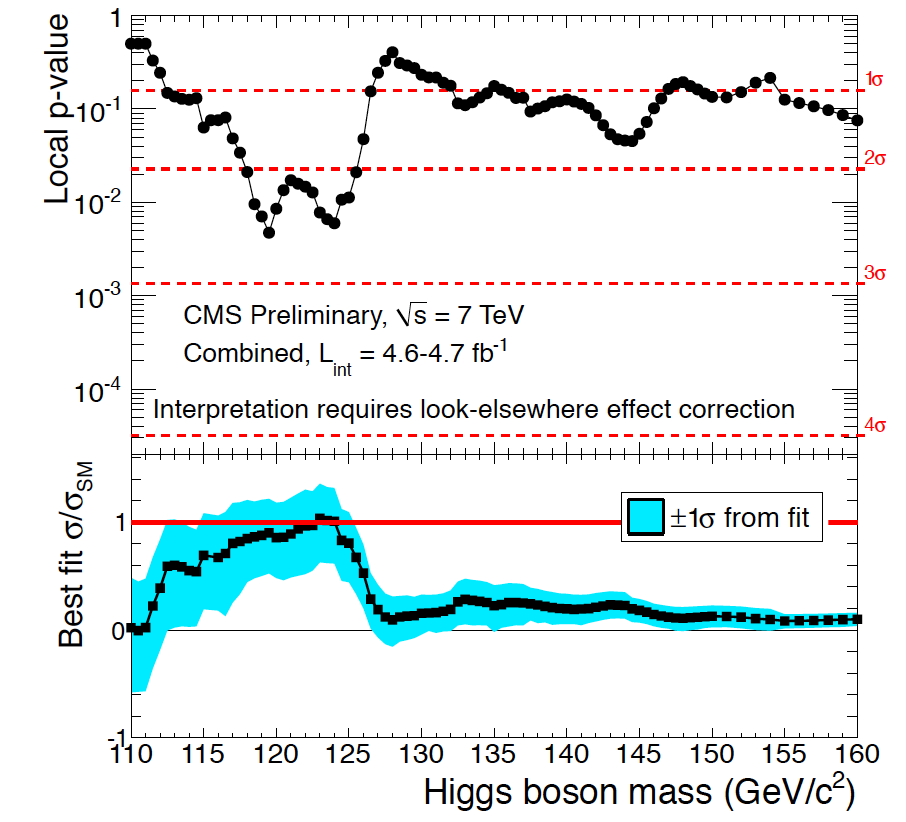 Local p-value
1
10⁻¹
10⁻²
10⁻³
10⁻⁴
1σ
2σ
3σ
4σ
CMS Preliminary, √s = 7 TeV
Combined, L_int = 4.6-4.7 fb⁻¹
Interpretation requires look-elsewhere effect correction
Best fit σ/σ_SM
1
0
-1
±1σ from fit
110 115 120 125 130 135 140 145 150 155 160
Higgs boson mass (GeV/c²)